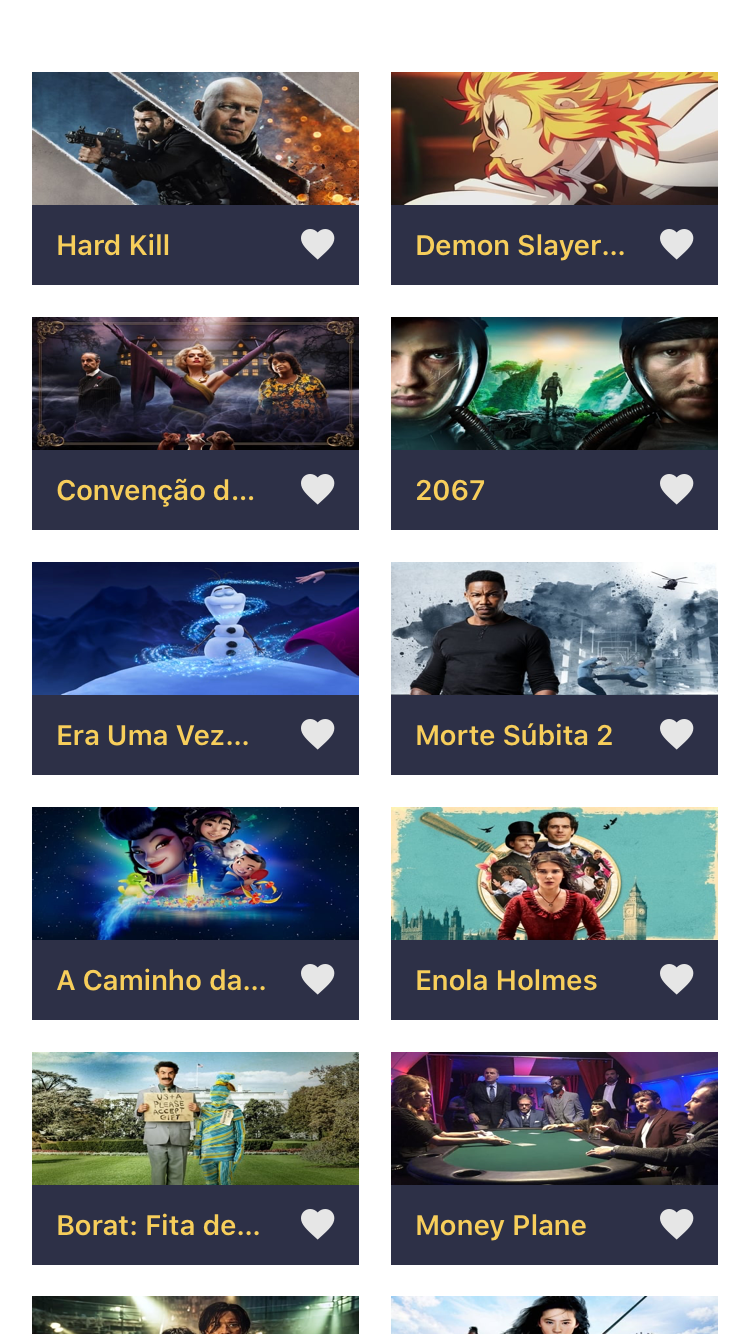 Hard Kill
Demon Slayer...
Convenção d...
2067
Era Uma Vez...
Morte Súbita 2
A Caminho da...
Enola Holmes
US+A
PLEASE
ACCEPT
GIFT
Borat: Fita de...
Money Plane